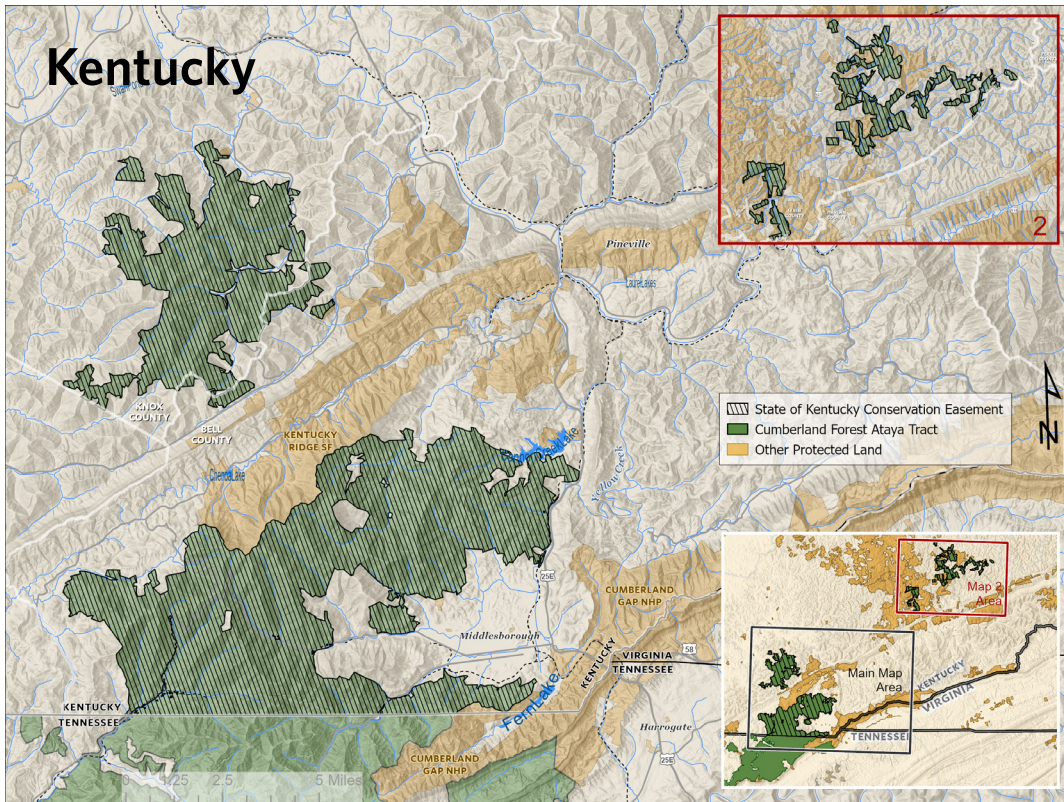 Kentucky
2
Pineville
Laurel Lakes
State of Kentucky Conservation Easement
Cumberland Forest Ataya Tract
Other Protected Land
N
KNOX
COUNTY
BELL
COUNTY
KENTUCKY
RIDGE SF
Chenoa Lake
Yellow Creek
25E
CUMBERLAND
GAP NHP
Middlesborough
58
KENTUCKY
VIRGINIA
TENNESSEE
Fern Lake
KENTUCKY
TENNESSEE
Harrogate
25E
CUMBERLAND
GAP NHP
0 1.25 2.5 5 Miles
Map 2
Area
Main Map
Area
KENTUCKY
VIRGINIA
TENNESSEE